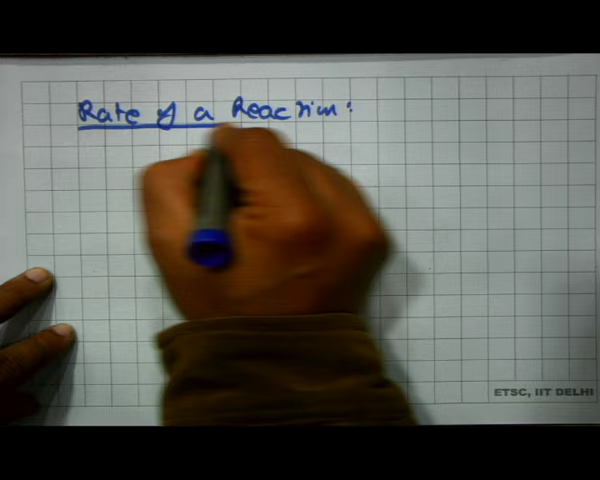 Rate of a Reaction:
ETSC, IIT DELHI